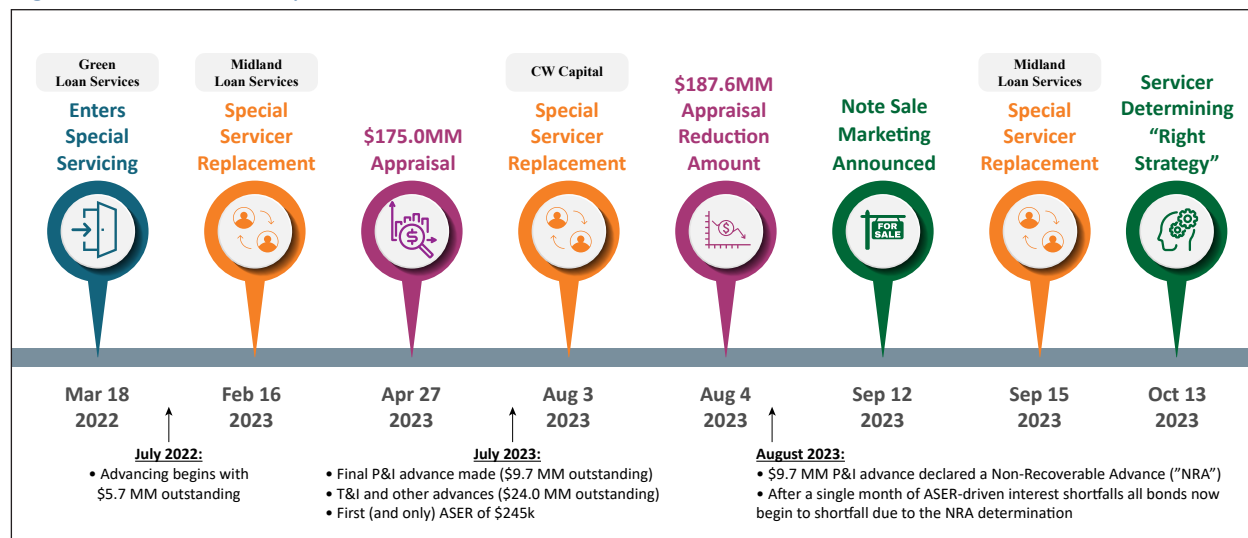 Green
Loan Services
Enters
Special
Servicing
Midland
Loan Services
Special
Servicer
Replacement
$175.0MM
Appraisal
CW Capital
Special
Servicer
Replacement
$187.6MM
Appraisal
Reduction
Amount
Note Sale
Marketing
Announced
FOR
SALE
Midland
Loan Services
Special
Servicer
Replacement
Servicer
Determining
“Right
Strategy”
Mar 18
2022
Feb 16
2023
Apr 27
2023
Aug 3
2023
Aug 4
2023
Sep 12
2023
Sep 15
2023
Oct 13
2023
July 2022:
• Advancing begins with
$5.7 MM outstanding
July 2023:
• Final P&I advance made ($9.7 MM outstanding)
• T&I and other advances ($24.0 MM outstanding)
• First (and only) ASER of $245k
August 2023:
• $9.7 MM P&I advance declared a Non-Recoverable Advance (”NRA”)
• After a single month of ASER-driven interest shortfalls all bonds now
begin to shortfall due to the NRA determination